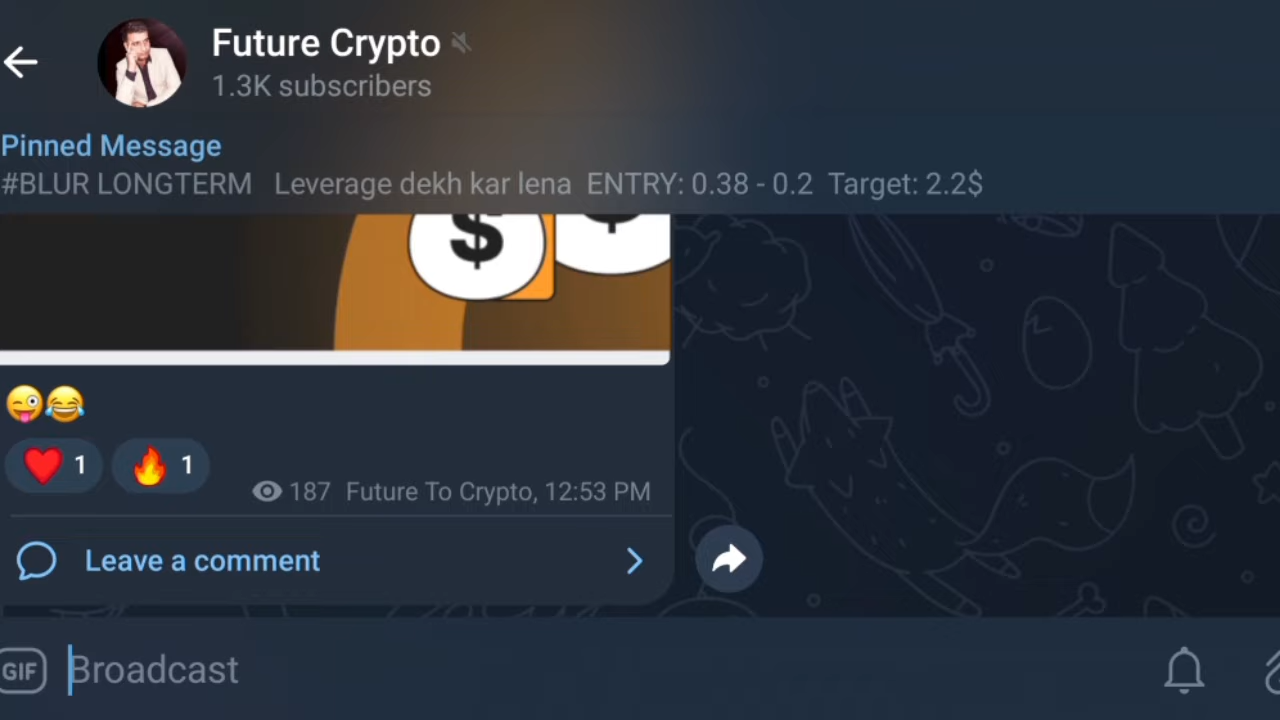 Future Crypto
1.3K subscribers
Pinned Message
#BLUR LONGTERM Leverage dekh kar lena ENTRY: 0.38 - 0.2 Target: 2.2$
$ $
1 1
187 Future To Crypto, 12:53 PM
Leave a comment
GIF Broadcast